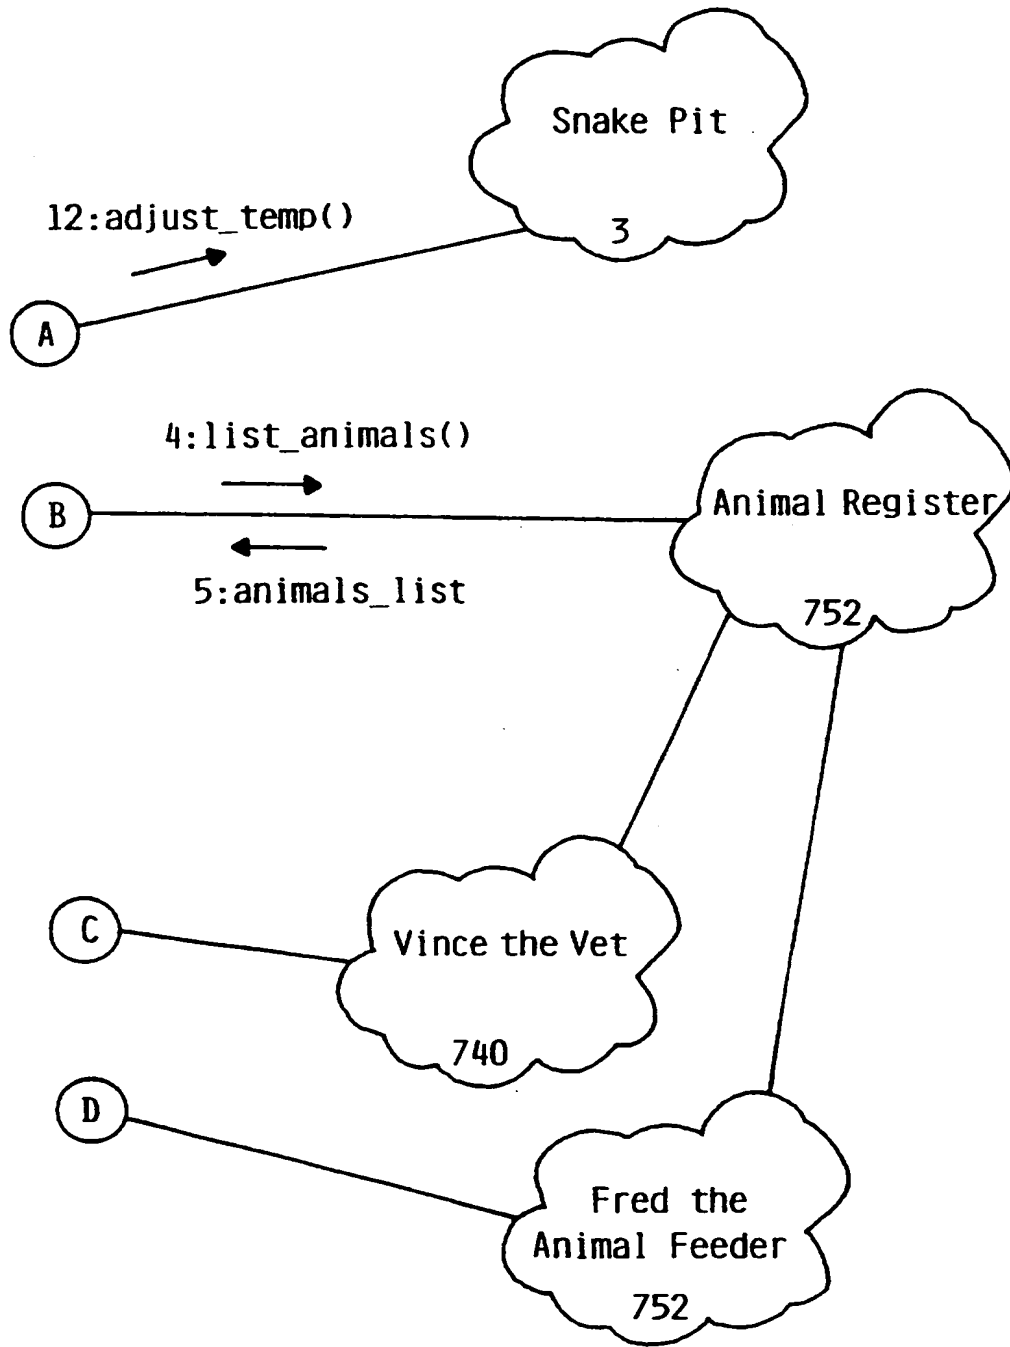 Snake Pit
3
12:adjust_temp()
A
4:list_animals()
B
Animal Register
5:animals_list
752
C
Vince the Vet
740
D
Fred the
Animal Feeder
752